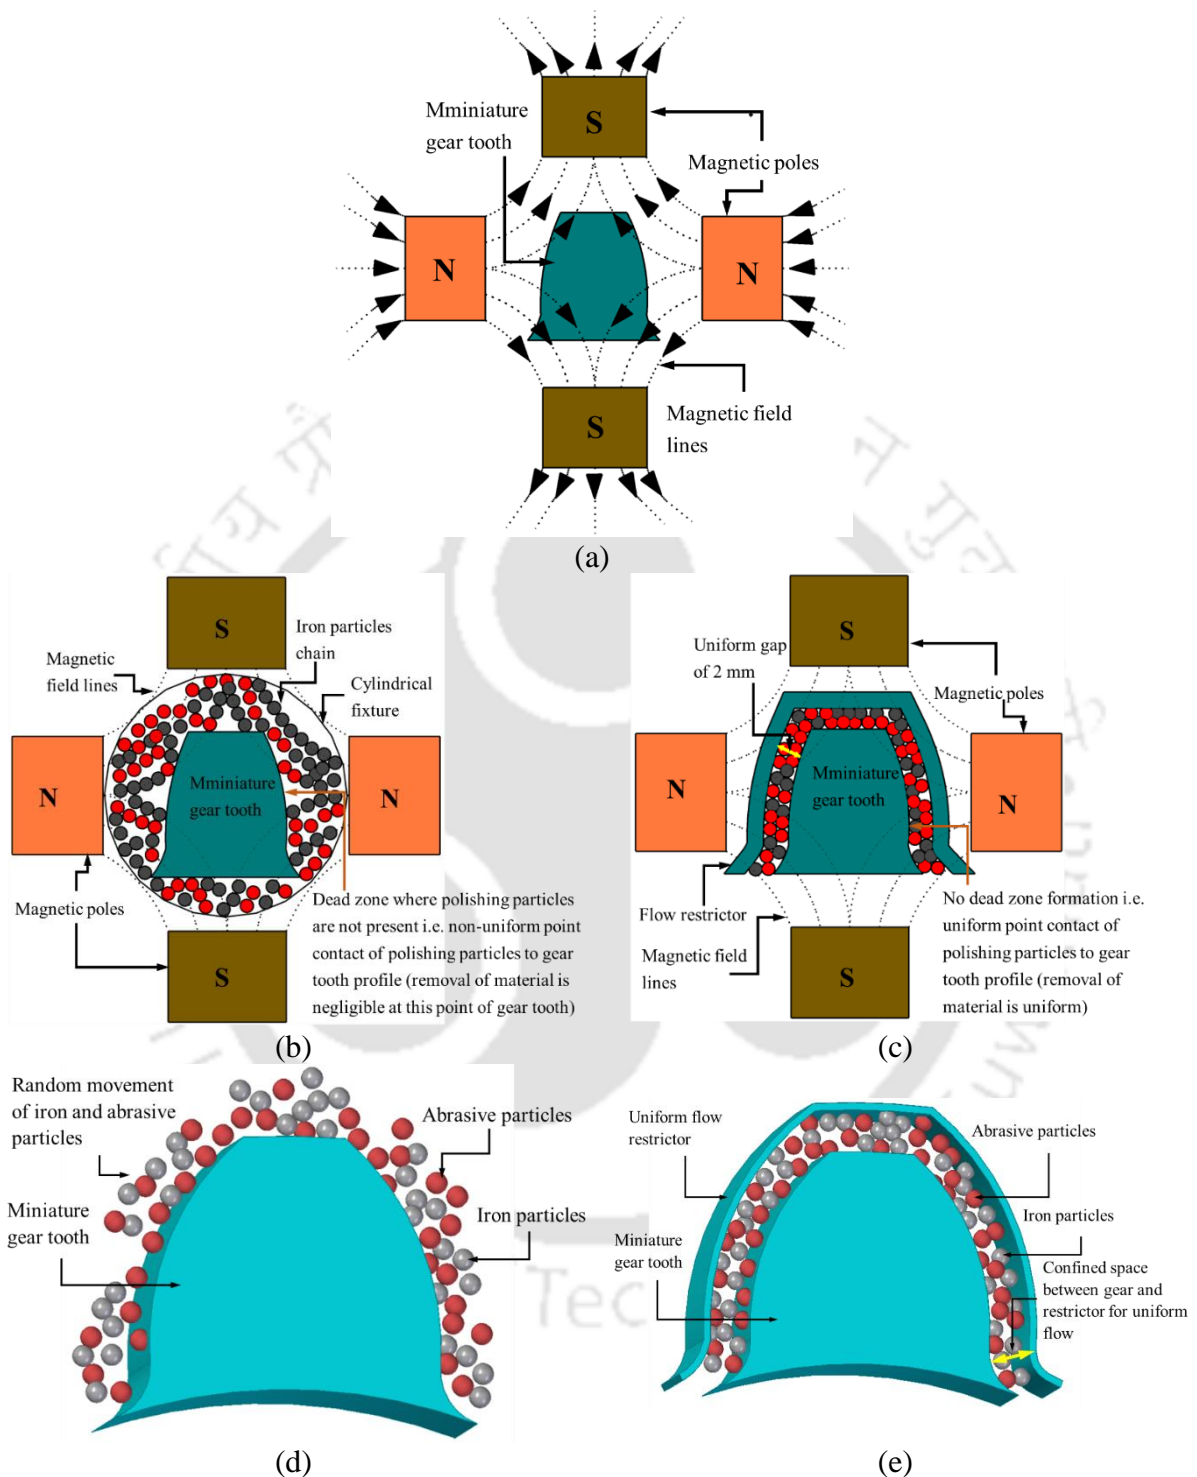 S
Mminiature
gear tooth
Magnetic poles
N
N
S
Magnetic field
lines
(a)
S
Iron particles
chain
Magnetic
field lines
Cylindrical
fixture
N
Mminiature
gear tooth
N
Magnetic poles
S
Dead zone where polishing particles
are not present i.e. non-uniform point
contact of polishing particles to gear
tooth profile (removal of material is
negligible at this point of gear tooth)
(b)
S
Uniform gap
of 2 mm
Magnetic poles
N
Mminiature
gear tooth
N
Flow restrictor
Magnetic field
lines
S
No dead zone formation i.e.
uniform point contact of
polishing particles to gear
tooth profile (removal of
material is uniform)
(c)
Random movement
of iron and abrasive
particles
Abrasive particles
Miniature
gear tooth
Iron particles
(d)
Uniform flow
restrictor
Abrasive particles
Iron particles
Miniature
gear tooth
Confined space
between gear and
restrictor for uniform
flow
(e)
Tec